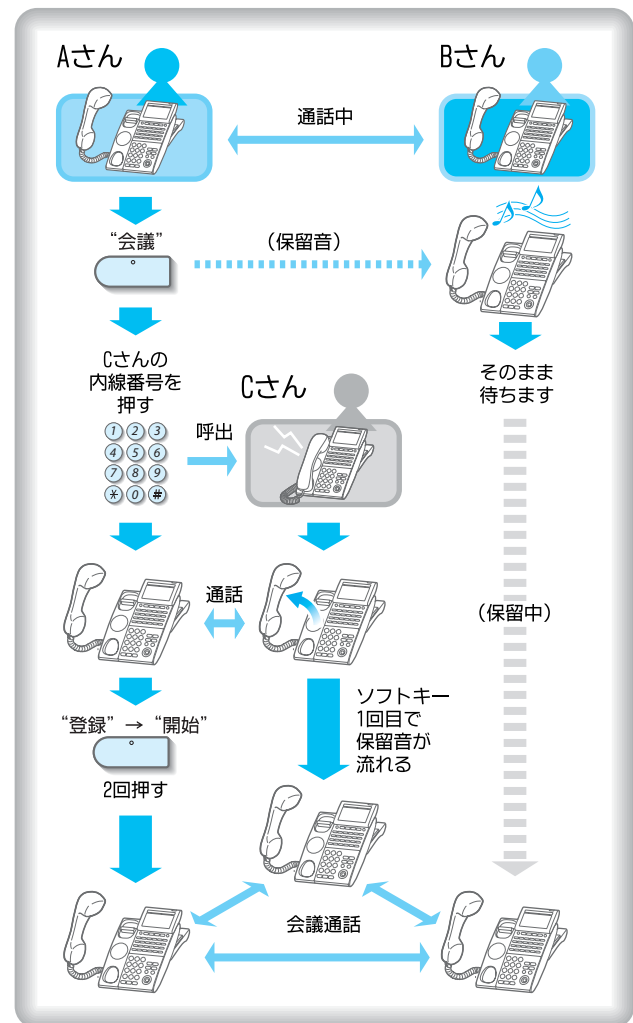 Aさん
Bさん
通話中
“会議”
(保留音)
Cさんの
内線番号を
押す
そのまま
待ちます
Cさん
1 2 3
4 5 6
7 8 9
* 0 #
呼出
通話
(保留中)
“登録” → “開始”
2回押す
ソフトキー
1回目で
保留音が
流れる
会議通話